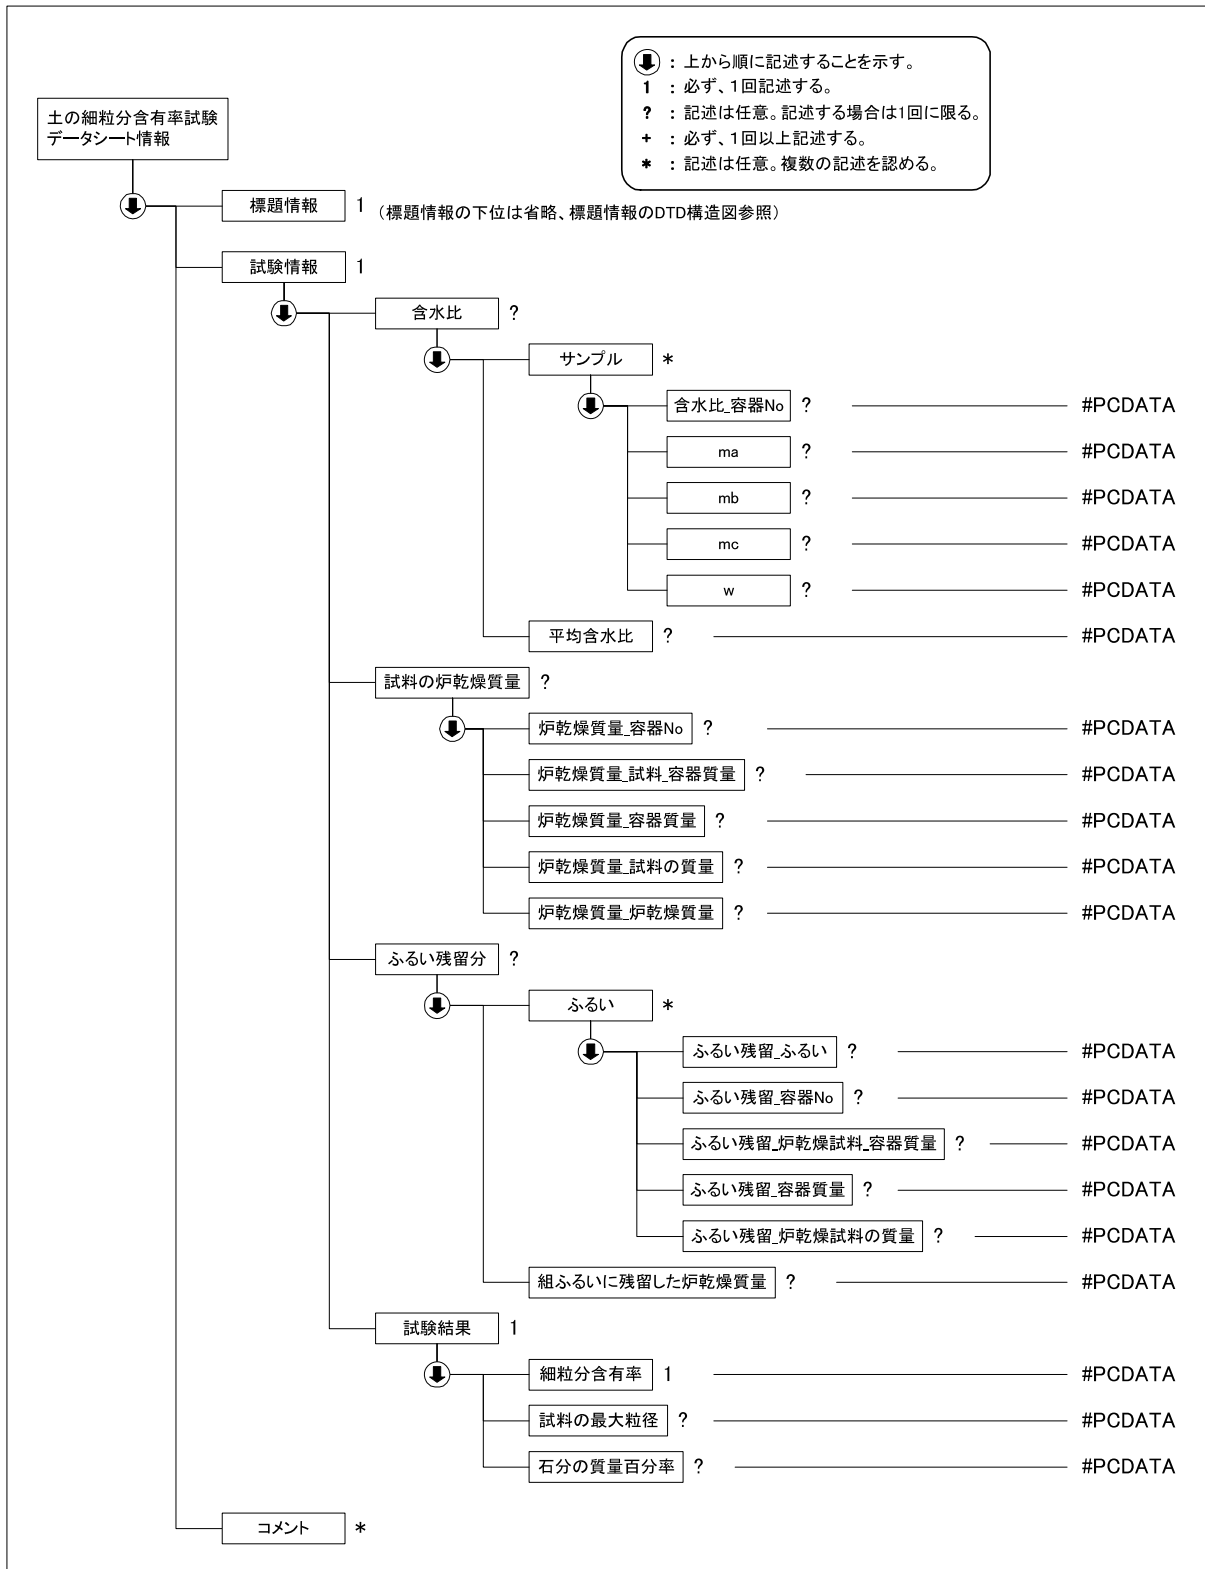 ： 上から順に記述することを示す。
1 ： 必ず、1回記述する。
? ： 記述は任意。記述する場合は1回に限る。
+ ： 必ず、1回以上記述する。
* ： 記述は任意。複数の記述を認める。
土の細粒分含有率試験
データシート情報
標題情報 1 （標題情報の下位は省略、標題情報のDTD構造図参照）
試験情報 1
含水比 ?
サンプル *
含水比_容器No ? #PCDATA
ma ? #PCDATA
mb ? #PCDATA
mc ? #PCDATA
w ? #PCDATA
平均含水比 ? #PCDATA
試料の炉乾燥質量 ?
炉乾燥質量_容器No ? #PCDATA
炉乾燥質量_試料_容器質量 ? #PCDATA
炉乾燥質量_容器質量 ? #PCDATA
炉乾燥質量_試料の質量 ? #PCDATA
炉乾燥質量_炉乾燥質量 ? #PCDATA
ふるい残留分 ?
ふるい *
ふるい残留_ふるい ? #PCDATA
ふるい残留_容器No ? #PCDATA
ふるい残留_炉乾燥試料_容器質量 ? #PCDATA
ふるい残留_容器質量 ? #PCDATA
ふるい残留_炉乾燥試料の質量 ? #PCDATA
組ふるいに残留した炉乾燥質量 ? #PCDATA
試験結果 1
細粒分含有率 1 #PCDATA
試料の最大粒径 ? #PCDATA
石分の質量百分率 ? #PCDATA
コメント *